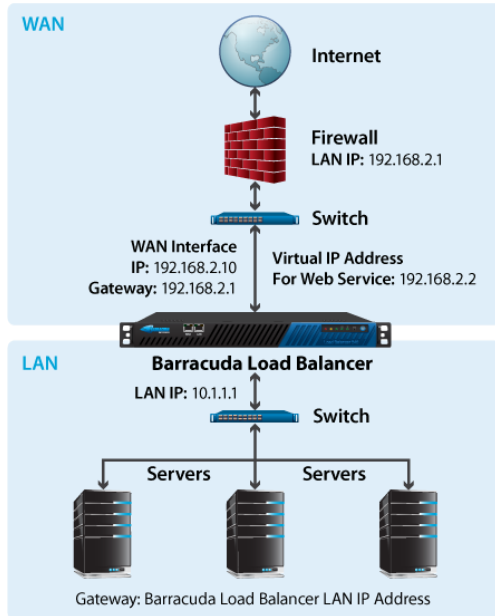 WAN
Internet
Firewall
LAN IP: 192.168.2.1
Switch
WAN Interface
IP: 192.168.2.10
Gateway: 192.168.2.1
Virtual IP Address
For Web Service: 192.168.2.2
LAN
Barracuda Load Balancer
LAN IP: 10.1.1.1
Switch
Servers
Servers
Gateway: Barracuda Load Balancer LAN IP Address